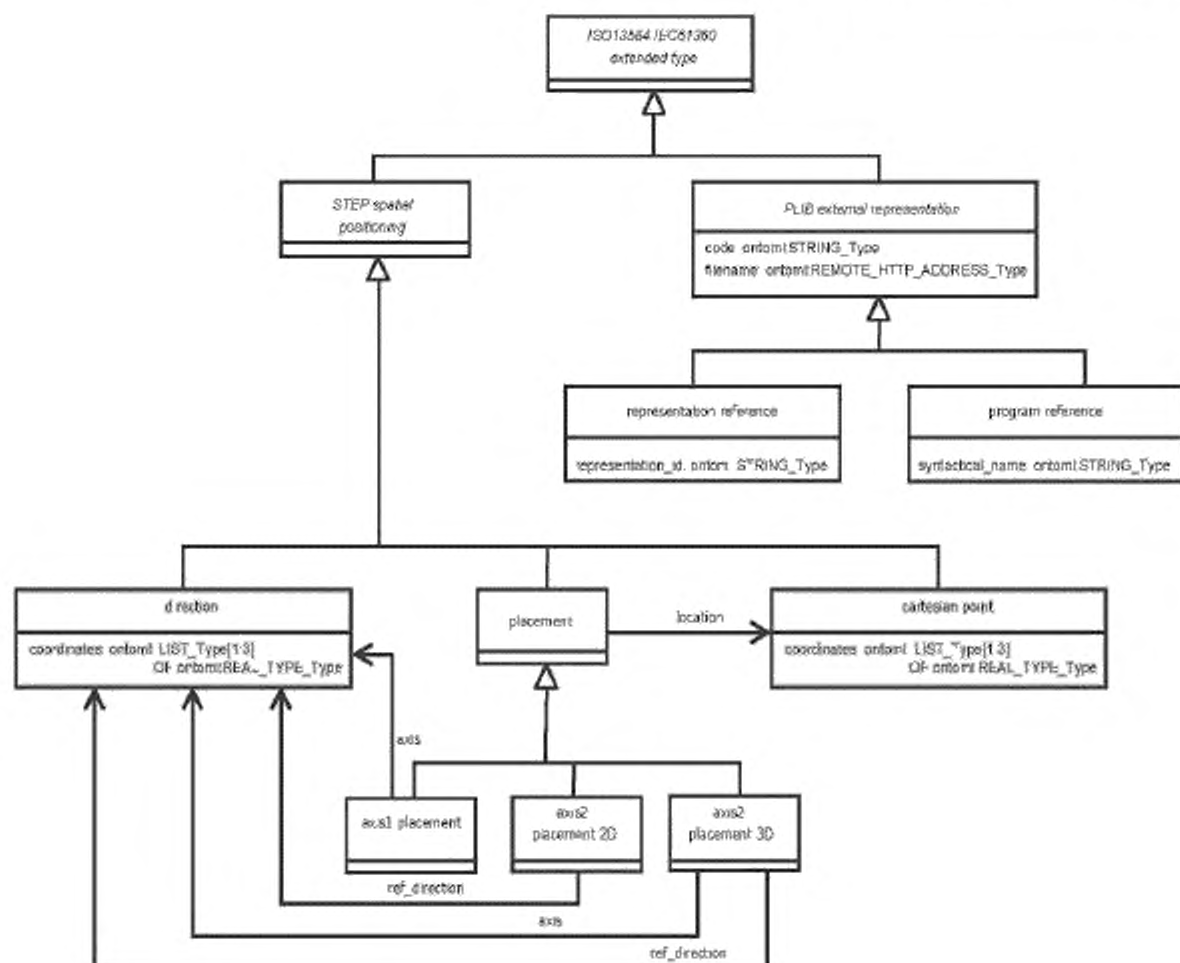 ISO13584/IEC61360
extended type
STEP spatial
positioning
PLIB external representation
code ontoml:STRING_Type
filename ontoml:REMOTE_HTTP_ADDRESS_Type
representation reference
representation_id. ontoml STRING_Type
program reference
syntactical_name ontoml:STRING_Type
direction
coordinates ontoml LIST_Type[1:3]
OF ontoml:REAL_TYPE_Type
placement
location
cartesian point
coordinates ontoml LIST_Type[1:3]
OF ontoml:REAL_TYPE_Type
axis
axis1 placement
axis2
placement 2D
axis2
placement 3D
ref_direction
axis
ref_direction